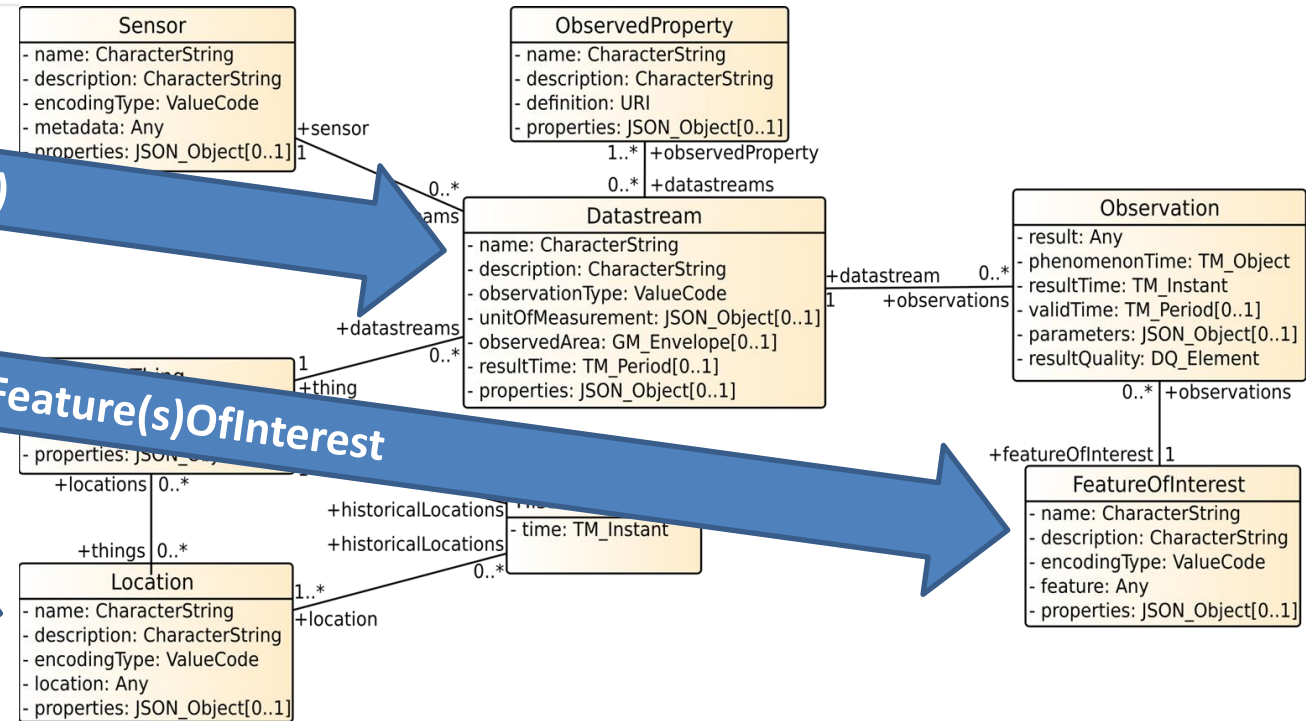 Sensor
- name: CharacterString
- description: CharacterString
- encodingType: ValueCode
- metadata: Any
- properties: JSON_Object[0..1]
+sensor
1
0..*
ObservedProperty
- name: CharacterString
- description: CharacterString
- definition: URI
- properties: JSON_Object[0..1]
1..* +observedProperty
0..* +datastreams
Datastream
- name: CharacterString
- description: CharacterString
- observationType: ValueCode
- unitOfMeasurement: JSON_Object[0..1]
- observedArea: GM_Envelope[0..1]
- resultTime: TM_Period[0..1]
- properties: JSON_Object[0..1]
+datastream 0..*
1 +observations
Observation
- result: Any
- phenomenonTime: TM_Object
- resultTime: TM_Instant
- validTime: TM_Period[0..1]
- parameters: JSON_Object[0..1]
- resultQuality: DQ_Element
0..* +observations
+featureOfInterest 1
FeatureOfInterest
- name: CharacterString
- description: CharacterString
- encodingType: ValueCode
- feature: Any
- properties: JSON_Object[0..1]
+datastreams
0..*
1
+thing
Feature(s)OfInterest
- properties:
+locations 0..*
+things 0..*
+historicalLocations
- time: TM_Instant
+historicalLocations
0..*
1..*
+location
Location
- name: CharacterString
- description: CharacterString
- encodingType: ValueCode
- location: Any
- properties: JSON_Object[0..1]